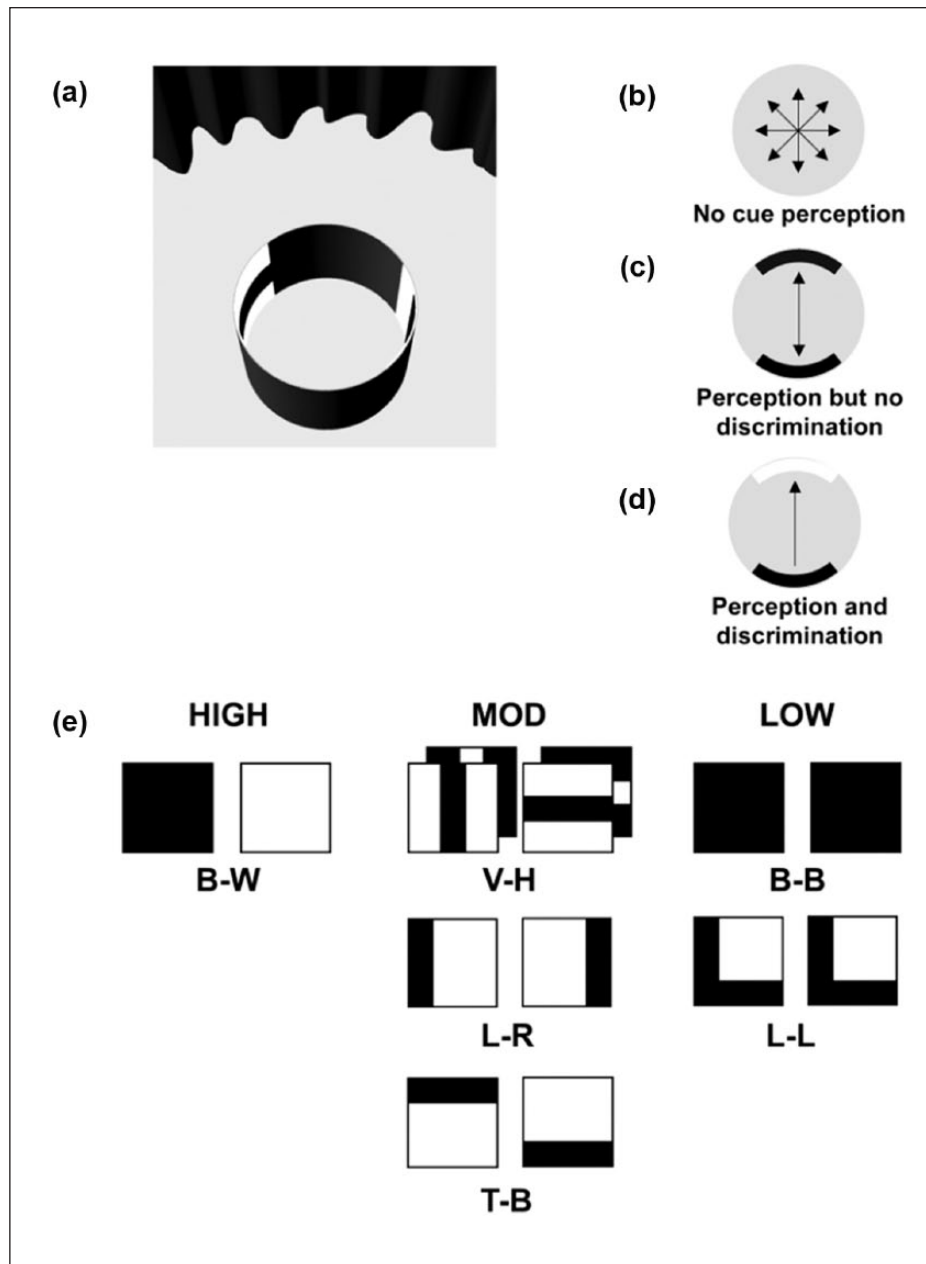 (a)
(b)
No cue perception
(c)
Perception but no
discrimination
(d)
Perception and
discrimination
(e)
HIGH
MOD
LOW
B-W
V-H
B-B
L-R
L-L
T-B